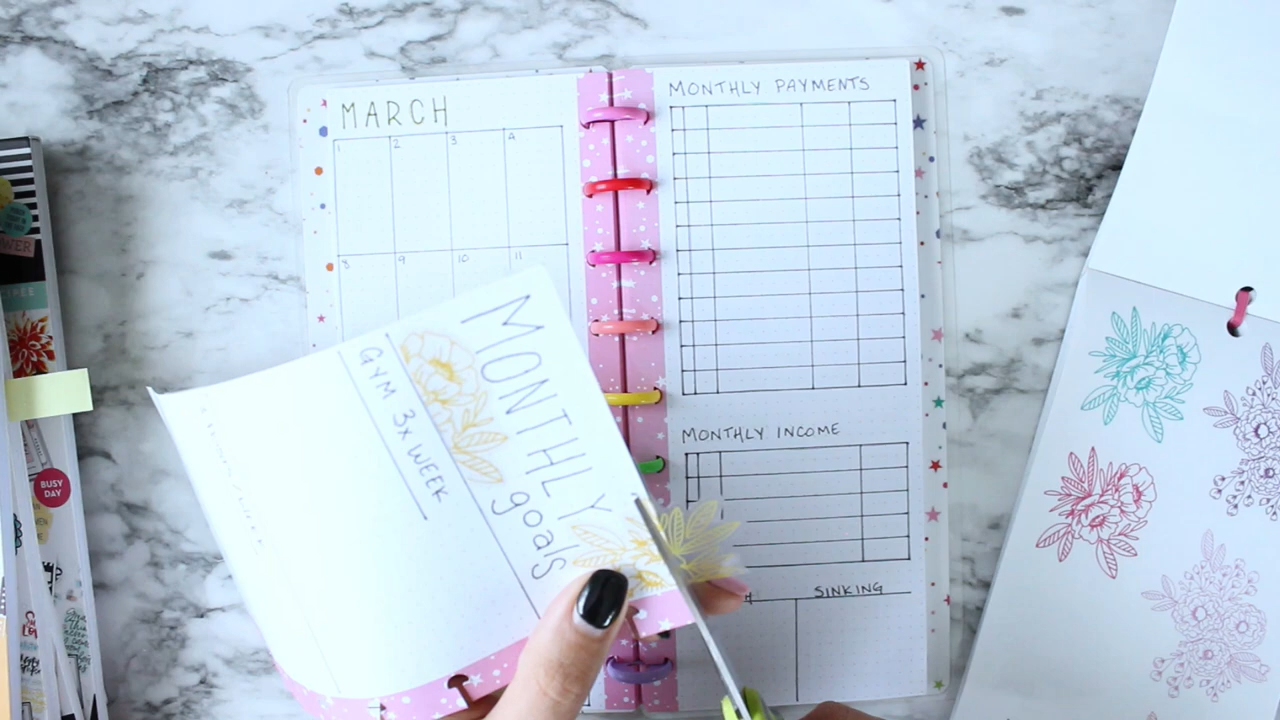 MARCH
1 2 3 4
8 9 10 11
MONTHLY PAYMENTS
MONTHLY INCOME
SINKING
MONTHLY
goals
GYM 3x WEEK
BUSY
DAY